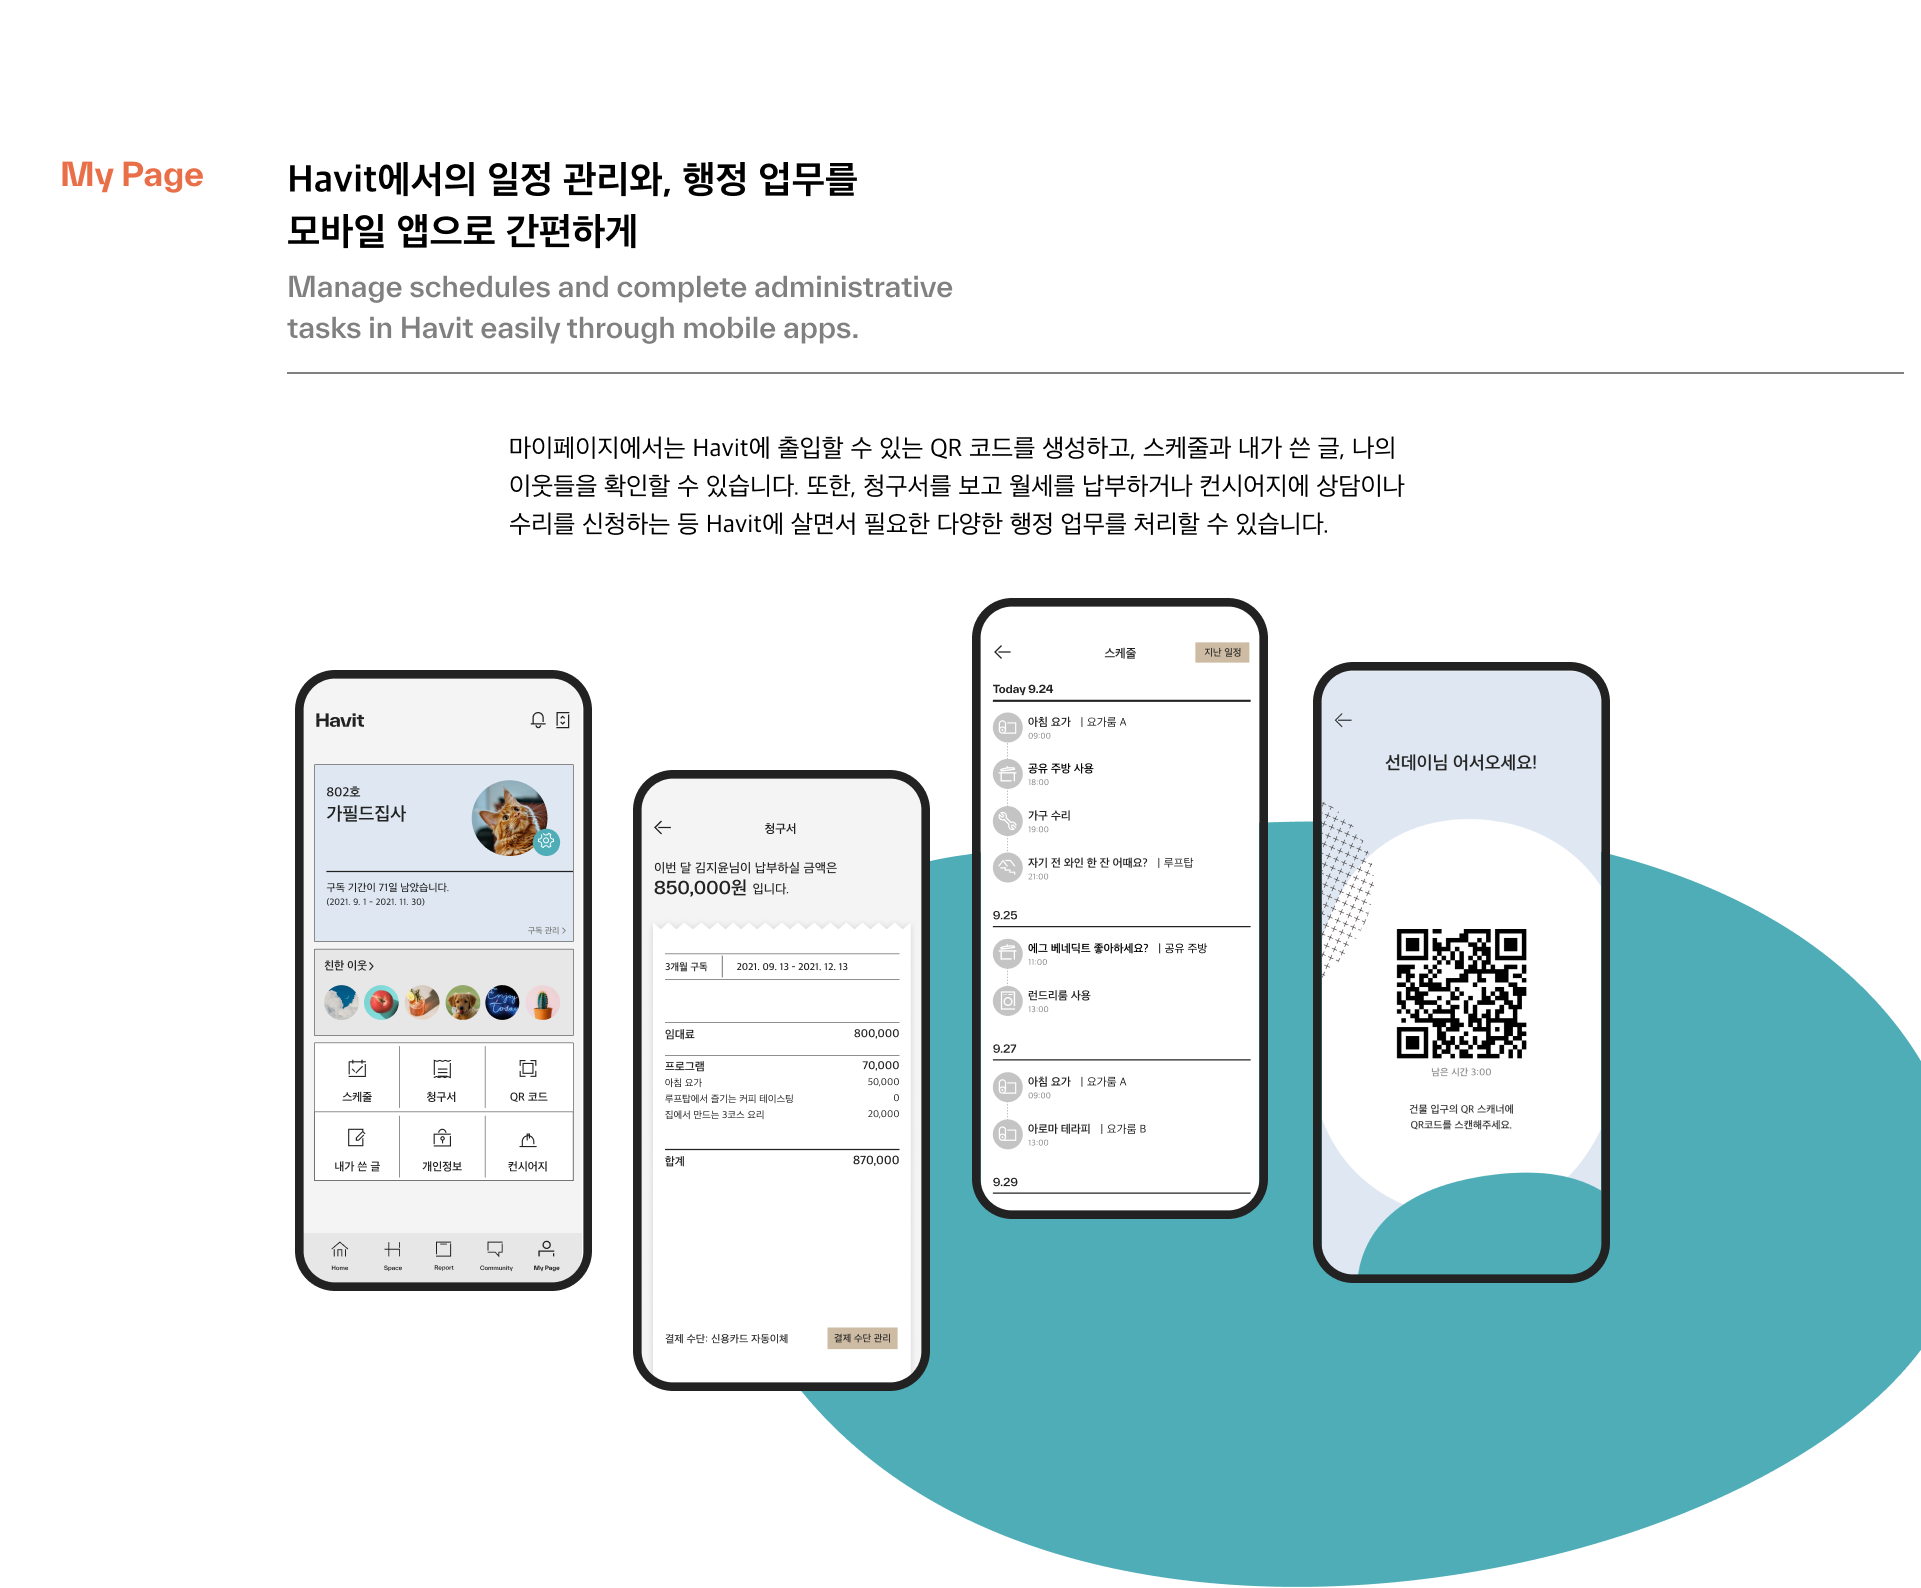 My Page
Havit에서의 일정 관리와, 행정 업무를
모바일 앱으로 간편하게
Manage schedules and complete administrative
tasks in Havit easily through mobile apps.
마이페이지에서는 Havit에 출입할 수 있는 QR 코드를 생성하고, 스케줄과 내가 쓴 글, 나의
이웃들을 확인할 수 있습니다. 또한, 청구서를 보고 월세를 납부하거나 컨시어지에 상담이나
수리를 신청하는 등 Havit에 살면서 필요한 다양한 행정 업무를 처리할 수 있습니다.
Havit
802호
가필드집사
구독 기간이 71일 남았습니다.
(2021. 9. 1 - 2021. 11. 30)
구독 관리 >
친한 이웃 >
Enjoy
today
스케줄 청구서 QR 코드
내가 쓴 글 개인정보 컨시어지
Home Space Report Community My Page
청구서
이번 달 김지윤님이 납부하실 금액은
850,000원 입니다.
3개월 구독 2021. 09. 13 - 2021. 12. 13
임대료 800,000
프로그램 70,000
아침 요가 50,000
루프탑에서 즐기는 커피 테이스팅 0
집에서 만드는 3코스 요리 20,000
합계 870,000
결제 수단: 신용카드 자동이체 결제 수단 관리
스케줄 지난 일정
Today 9.24
아침 요가 | 요가룸 A
09:00
공유 주방 사용
18:00
가구 수리
19:00
자기 전 와인 한 잔 어때요? | 루프탑
21:00
9.25
에그 베네딕트 좋아하세요? | 공유 주방
11:00
런드리룸 사용
13:00
9.27
아침 요가 | 요가룸 A
09:00
아로마 테라피 | 요가룸 B
13:00
9.29
선데이님 어서오세요!
남은 시간 3:00
건물 입구의 QR 스캐너에
QR코드를 스캔해주세요.